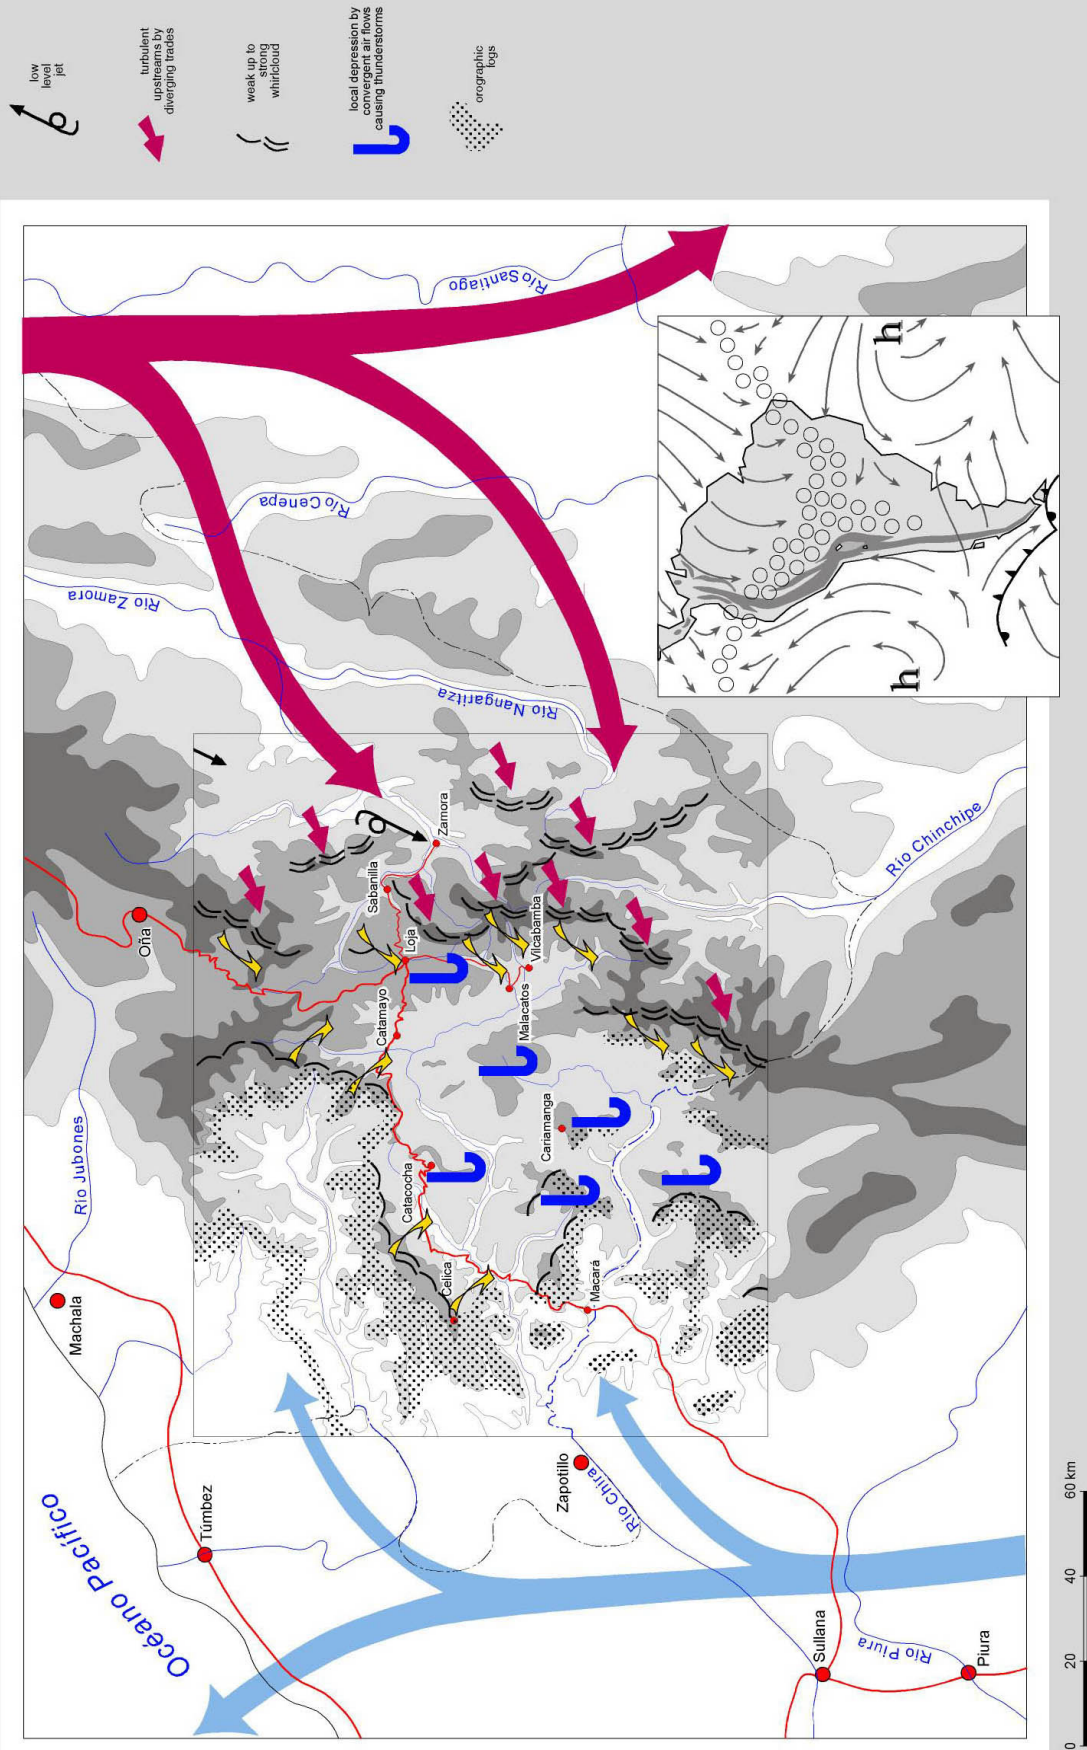 low
level
jet
turbulent
upstreams by
diverging trades
weak up to
strong
whirlcloud
local depression by
convergent air flows
causing thunderstorms
orographic
fogs
Río Santiago
Río Cenepa
Río Zamora
Río Nangaritza
Río Chinchipe
Río Jubones
Oña
Zamora
Sabanilla
Loja
Vilcabamba
Malacatos
Catamayo
Cariamanga
Catacocha
Celica
Macará
Machala
Océano Pacífico
Túmbez
Zapotillo
Río Chira
Sullana
Río Piura
Piura
h
h
0 20 40 60 km